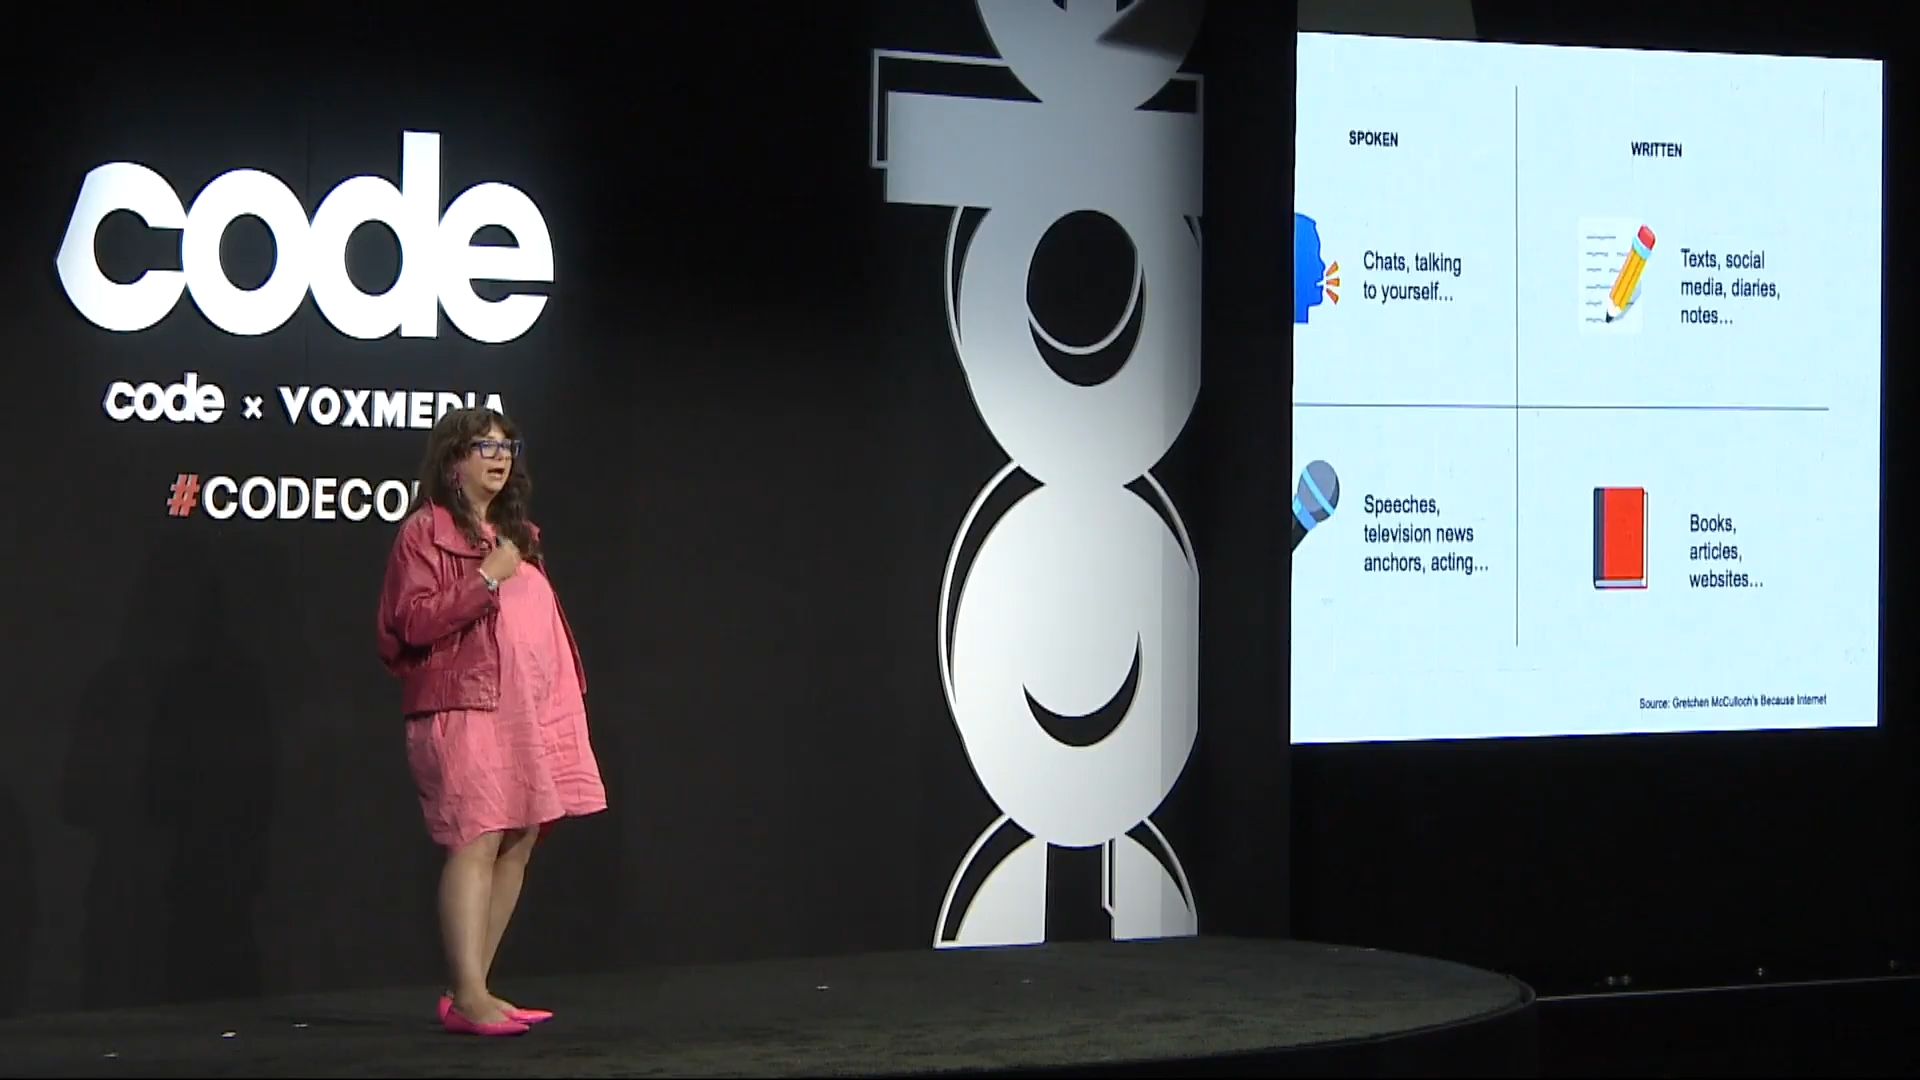 code
code × VOXMEDIA
#CODECO
SPOKEN
WRITTEN
Chats, talking
to yourself...
Texts, social
media, diaries,
notes...
Speeches,
television news
anchors, acting...
Books,
articles,
websites...
Source: Gretchen McCulloch's Because Internet